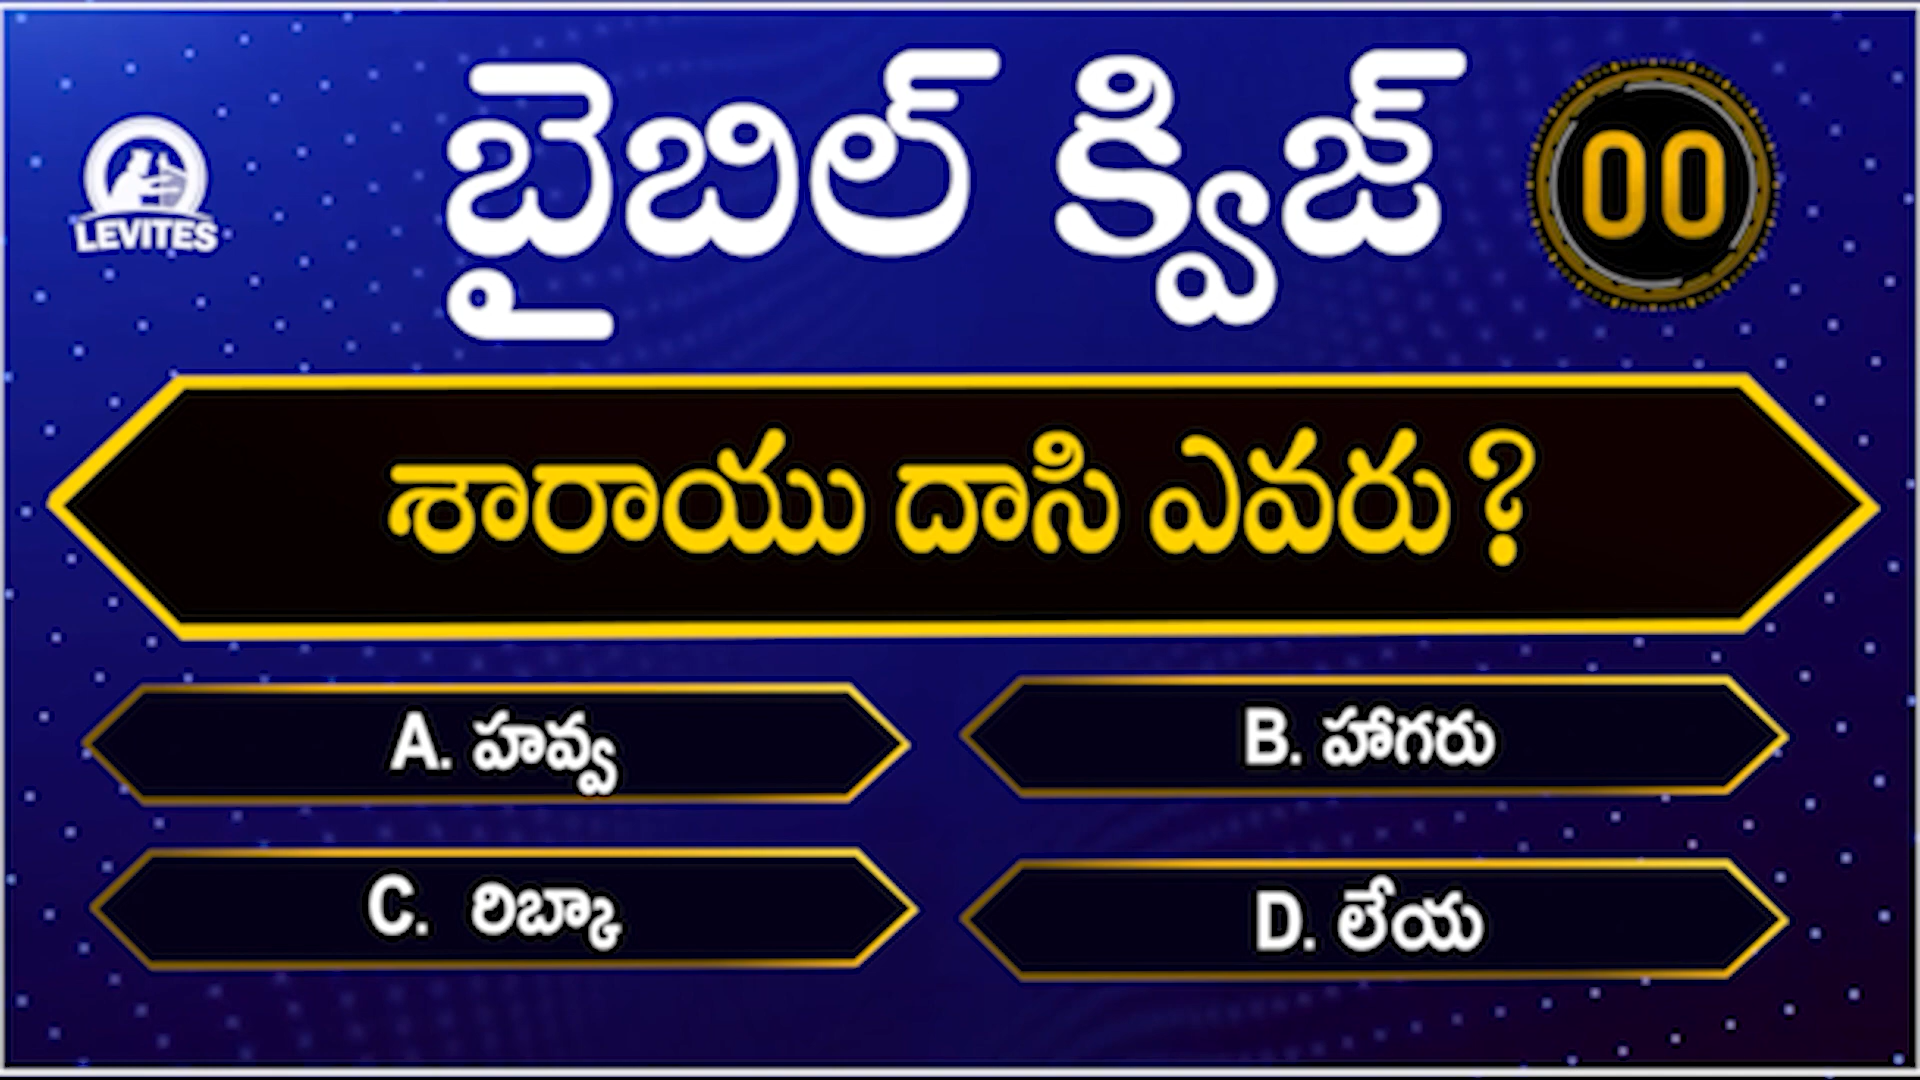 బైబిల్ క్విజ్
00
LEVITES
శారాయు దాసి ఎవరు?
A. హవ్వ
B. హాగరు
C. రిబ్కా
D. లేయ